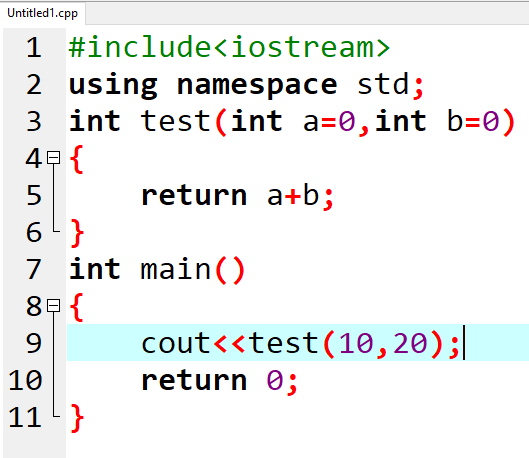 Untitled1.cpp
1 #include<iostream>
2 using namespace std;
3 int test(int a=0,int b=0)
4 {
5     return a+b;
6 }
7 int main()
8 {
9     cout<<test(10,20);
10     return 0;
11 }